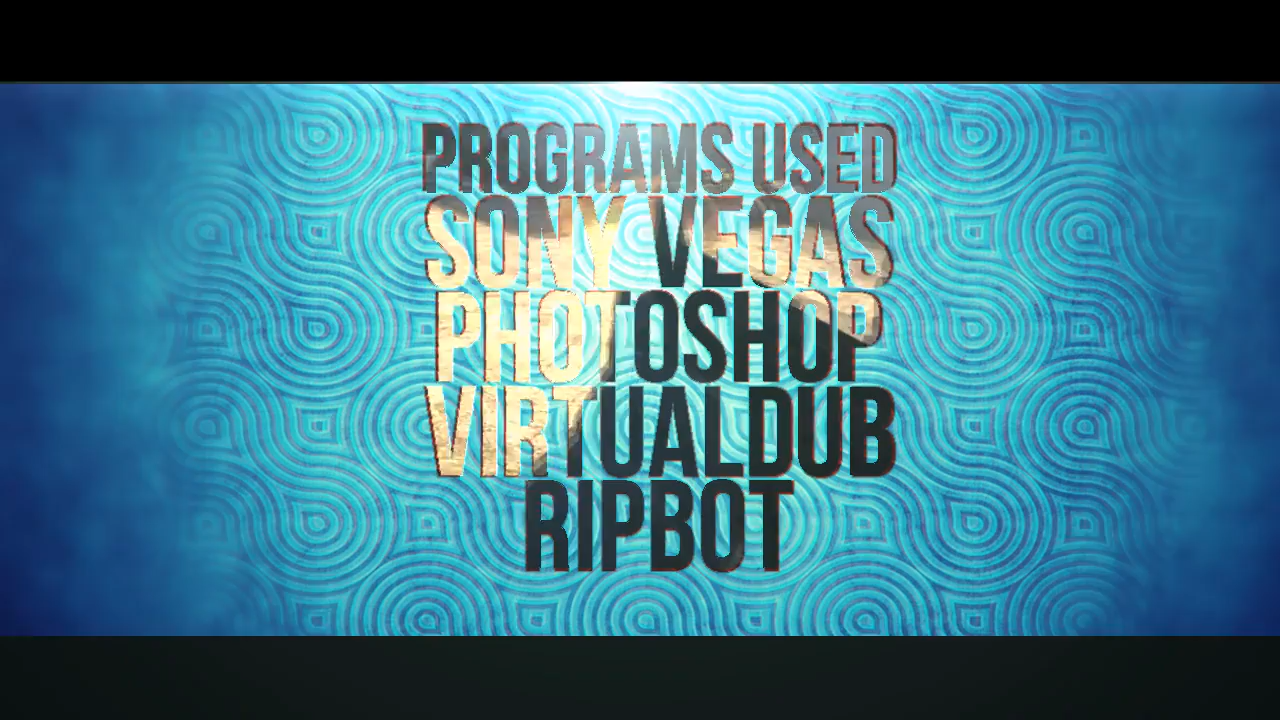 PROGRAMS USED
SONY VEGAS
PHOTOSHOP
VIRTUALDUB
RIPBOT